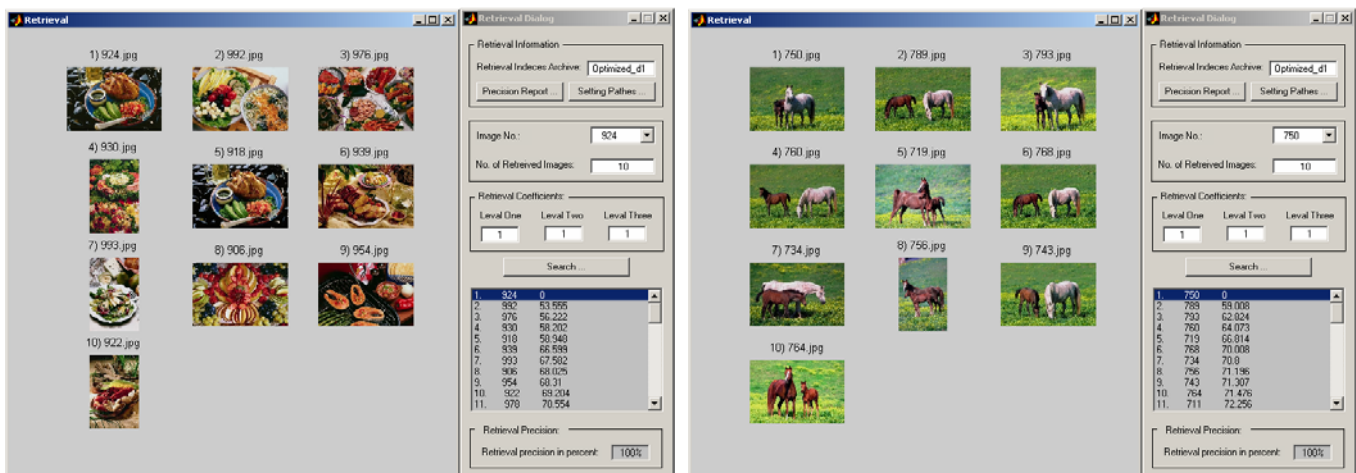 Retrieval
1) 924.jpg 2) 992.jpg 3) 976.jpg
4) 930.jpg 5) 918.jpg 6) 939.jpg
7) 993.jpg 8) 906.jpg 9) 954.jpg
10) 922.jpg
Retrieval Dialog
Retrieval Information
Retrieval Indeces Archive: Optimized_d1
Precision Report ... Setting Pathes ...
Image No.: 924
No. of Retreived Images: 10
Retrieval Coefficients:
Leval One Leval Two Leval Three
1 1 1
Search ...
1. 924 0
2. 992 53.555
3. 976 56.222
4. 930 58.202
5. 918 58.948
6. 939 66.599
7. 993 67.582
8. 906 68.025
9. 954 68.31
10. 922 69.204
11. 978 70.554
Retrieval Precision:
Retrieval precision in percent: 100%
Retrieval
1) 750.jpg 2) 789.jpg 3) 793.jpg
4) 760.jpg 5) 719.jpg 6) 768.jpg
7) 734.jpg 8) 756.jpg 9) 743.jpg
10) 764.jpg
Retrieval Dialog
Retrieval Information
Retrieval Indeces Archive: Optimized_d1
Precision Report ... Setting Pathes ...
Image No.: 750
No. of Retreived Images: 10
Retrieval Coefficients:
Leval One Leval Two Leval Three
1 1 1
Search ...
1. 750 0
2. 789 59.008
3. 793 62.824
4. 760 64.073
5. 719 66.814
6. 768 70.008
7. 734 70.8
8. 756 71.196
9. 743 71.307
10. 764 71.476
11. 711 72.256
Retrieval Precision:
Retrieval precision in percent: 100%